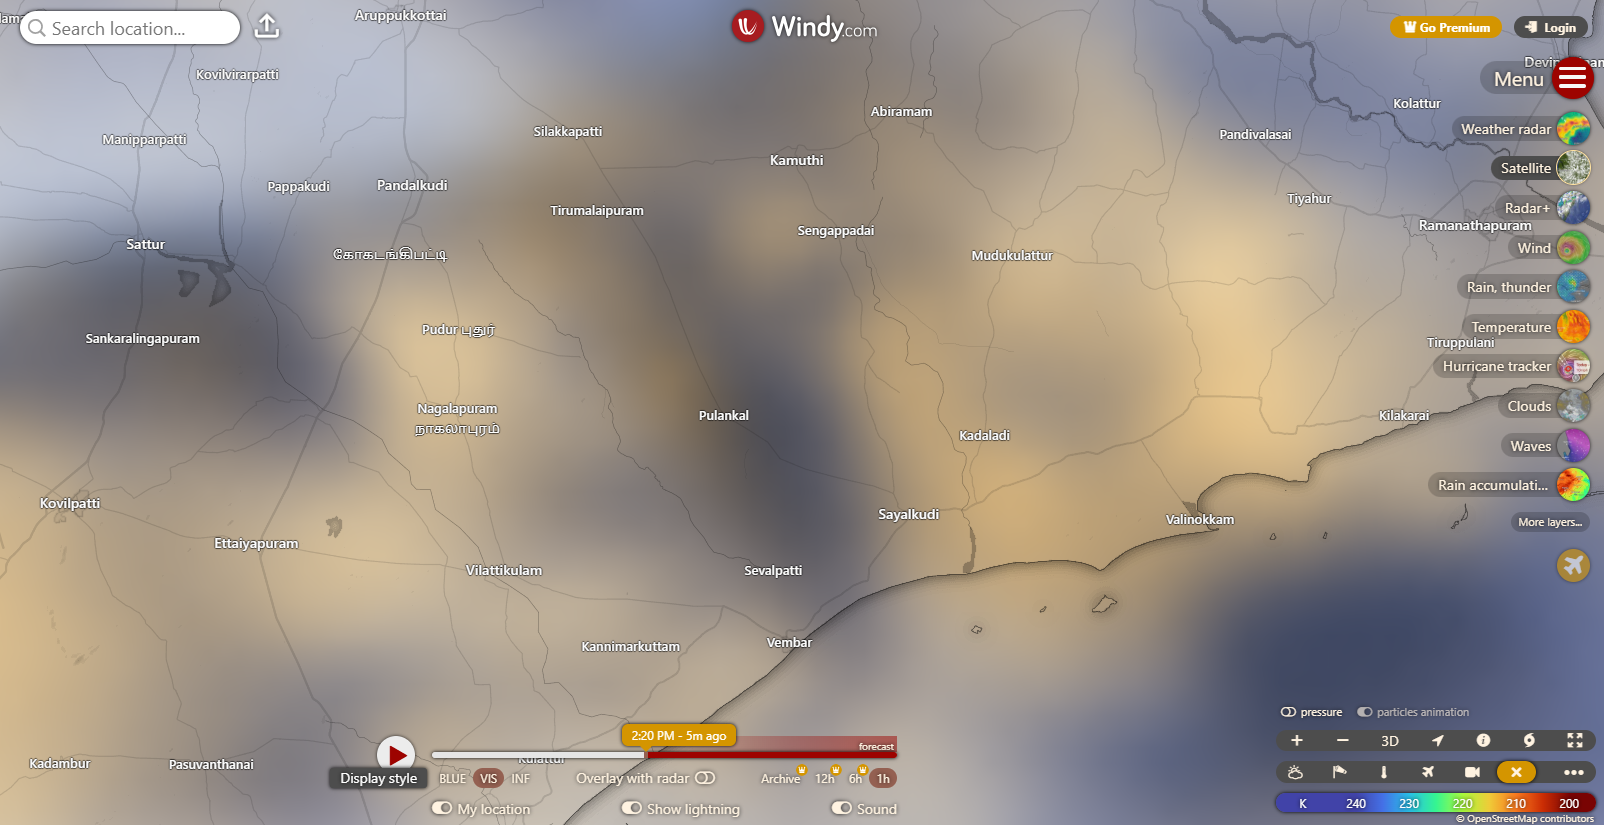 Search location...
Aruppukkottai
Windy.com
Go Premium
Login
Menu
Kovilvirarpatti
Kolattur
Abiramam
Weather radar
Silakkapatti
Pandivalasai
Manipparpatti
Kamuthi
Satellite
Pappakudi
Pandalkudi
Tiyahur
Radar+
Tirumalaipuram
Sengappadai
Ramanathapuram
Sattur
கோகடங்கிபட்டி
Mudukulattur
Wind
Rain, thunder
Pudur புதுர்
Temperature
Sankaralingapuram
Tiruppulani
Hurricane tracker
Nagalapuram
நாகலாபுரம்
Pulankal
Clouds
Kilakarai
Kadaladi
Waves
Rain accumulati...
Kovilpatti
Sayalkudi
Valinokkam
More layers...
Ettaiyapuram
Vilattikulam
Sevalpatti
Kannimarkuttam
Vembar
pressure
particles animation
2:20 PM - 5m ago
forecast
3D
Kadambur
Pasuvanthanai
Kulattur
Display style
BLUE
VIS
INF
Overlay with radar
Archive
12h
6h
1h
My location
Show lightning
Sound
K 240 230 220 210 200
© OpenStreetMap contributors